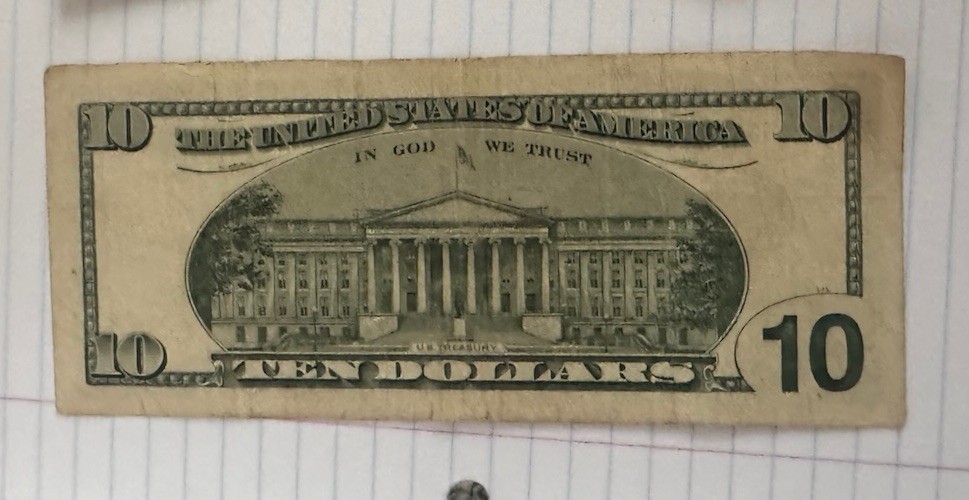 10 THE UNITED STATES OF AMERICA 10
IN GOD WE TRUST
U.S. TREASURY
10 TEN DOLLARS 10